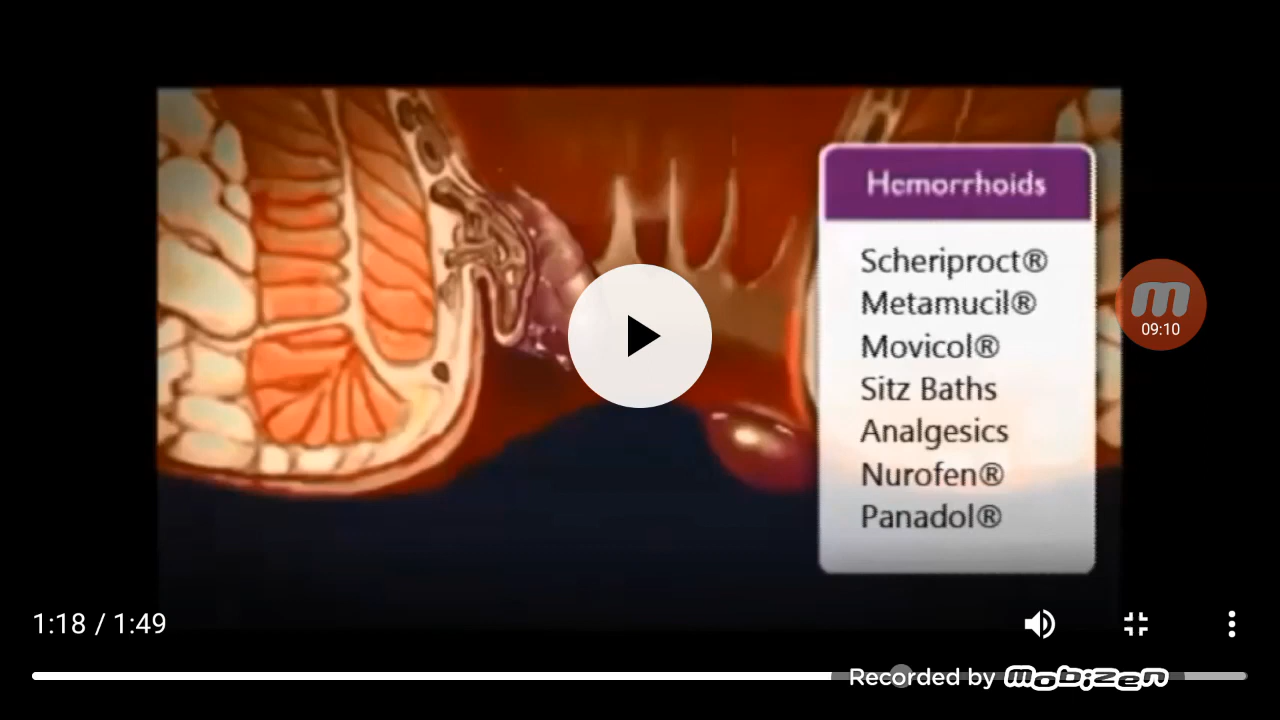 Hemorrhoids
Scheriproct®
Metamucil®
Movicol®
Sitz Baths
Analgesics
Nurofen®
Panadol®
m
09:10
1:18 / 1:49
Recorded by mobizen